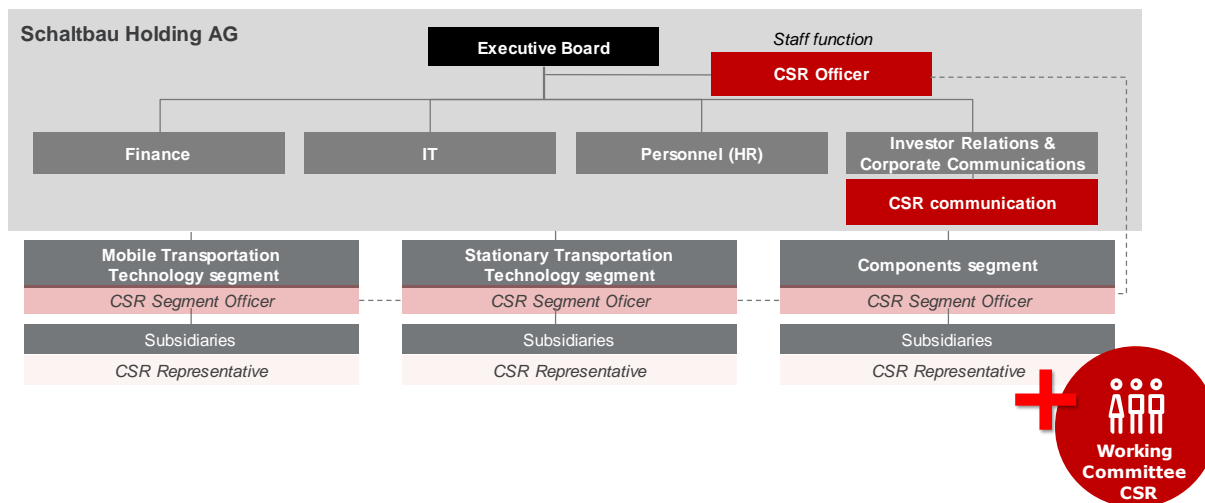 Schaltbau Holding AG
Staff function
Executive Board
CSR Officer
Finance
IT
Personnel (HR)
Investor Relations &
Corporate Communications
CSR communication
Mobile Transportation
Technology segment
CSR Segment Officer
Subsidiaries
CSR Representative
Stationary Transportation
Technology segment
CSR Segment Oficer
Subsidiaries
CSR Representative
Components segment
CSR Segment Officer
Subsidiaries
CSR Representative
Working
Committee
CSR